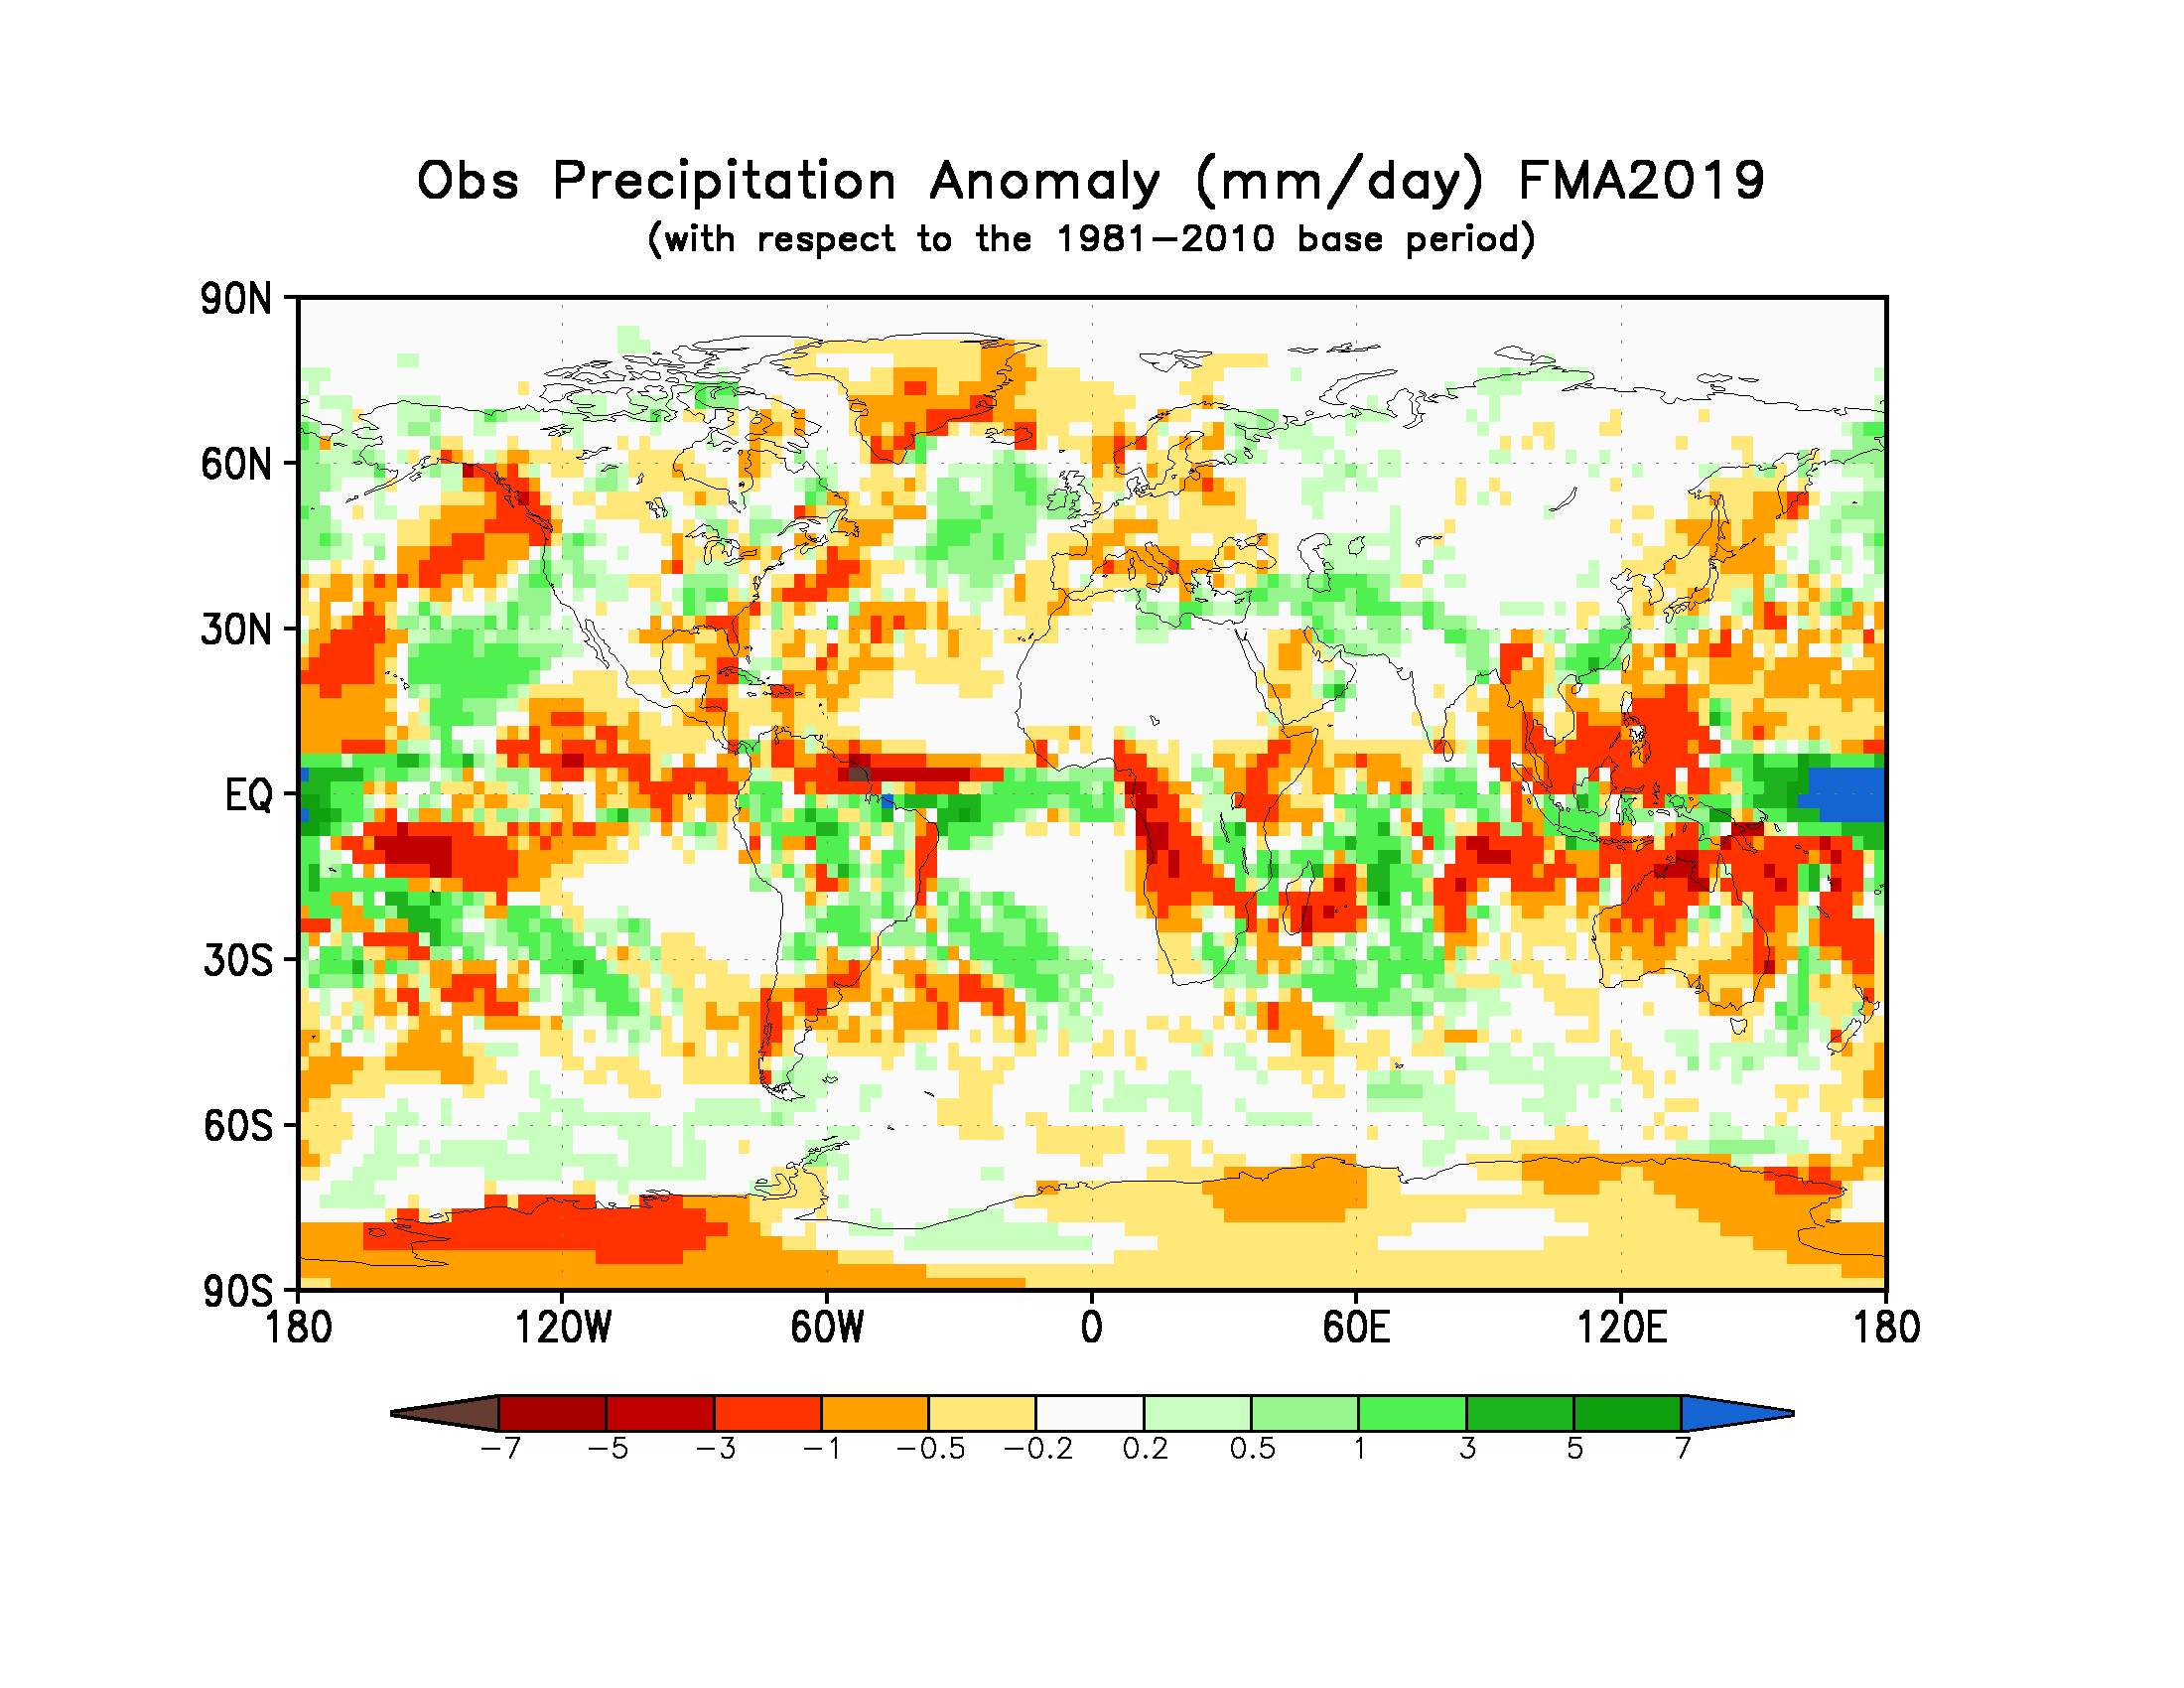 Obs Precipitation Anomaly (mm/day) FMA2019
(with respect to the 1981-2010 base period)
90N
60N
30N
EQ
30S
60S
90S
180 120W 60W 0 60E 120E 180
-7 -5 -3 -1 -0.5 -0.2 0.2 0.5 1 3 5 7